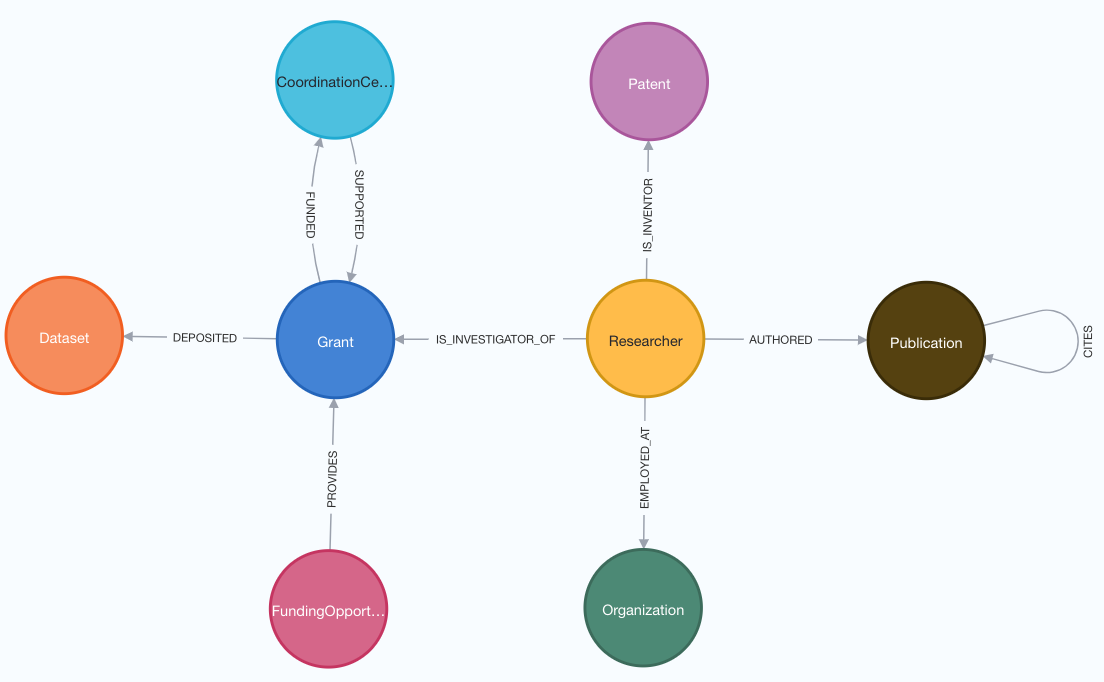 CoordinationCe…
Patent
FUNDED
SUPPORTED
IS_INVENTOR
Dataset
DEPOSITED
Grant
IS_INVESTIGATOR_OF
Researcher
AUTHORED
Publication
CITES
PROVIDES
EMPLOYED_AT
FundingOpport…
Organization